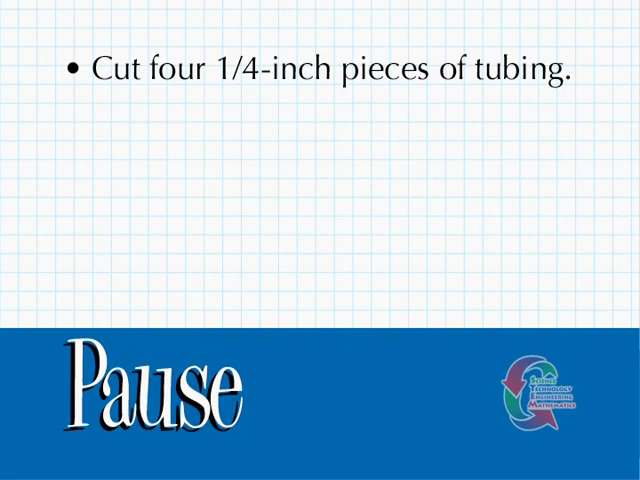 • Cut four 1/4-inch pieces of tubing.
Pause
Science
Technology
Engineering
Mathematics